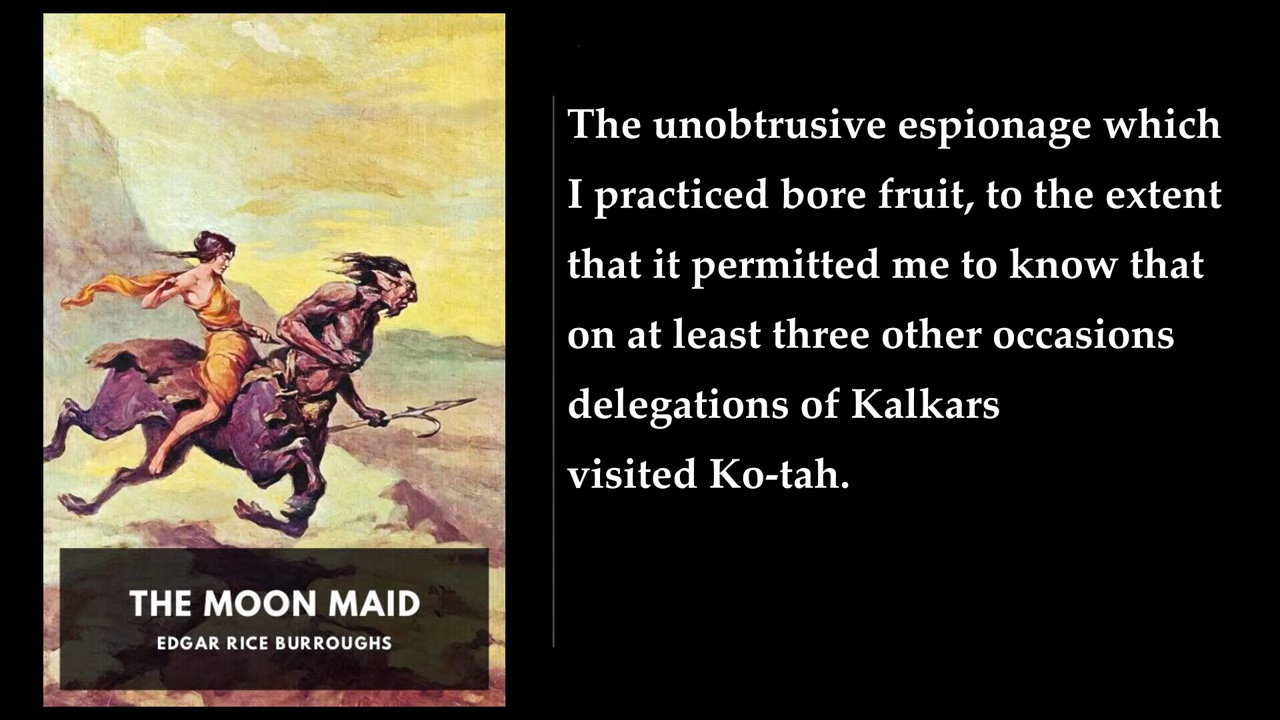 The unobtrusive espionage which
I practiced bore fruit, to the extent
that it permitted me to know that
on at least three other occasions
delegations of Kalkars
visited Ko-tah.
THE MOON MAID
EDGAR RICE BURROUGHS